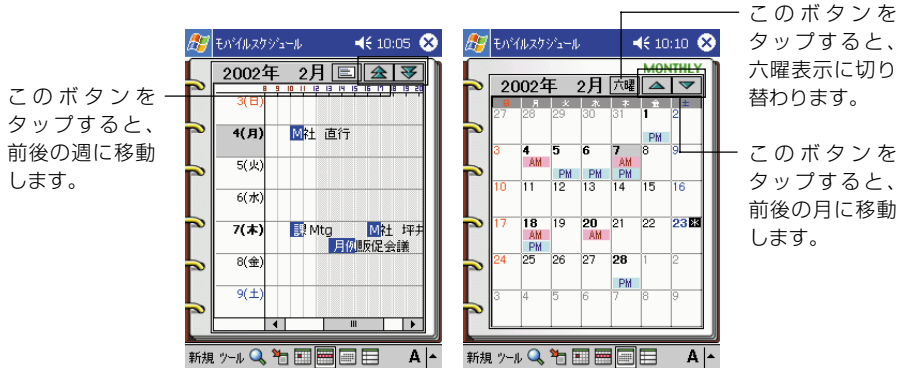 このボタンを
タップすると、
前後の週に移動
します。
モバイルスケジュール 10:05
2002年 2月
8 9 10 11 12 13 14 15 16 17 18 19 20
3(日)
4(月) M社 直行
5(火)
6(水)
7(木) 課 Mtg M社 坪井
月例販促会議
8(金)
9(土)
新規 ツール A
モバイルスケジュール 10:10
MONTHLY
2002年 2月 六曜
日 月 火 水 木 金 土
27 28 29 30 31 1 2
PM
3 4 5 6 7 8 9
AM AM
PM PM PM
10 11 12 13 14 15 16
17 18 19 20 21 22 23 休
AM AM
PM
24 25 26 27 28 1 2
PM
3 4 5 6 7 8 9
新規 ツール A
このボタンを
タップすると、
六曜表示に切り
替わります。
このボタンを
タップすると、
前後の月に移動
します。